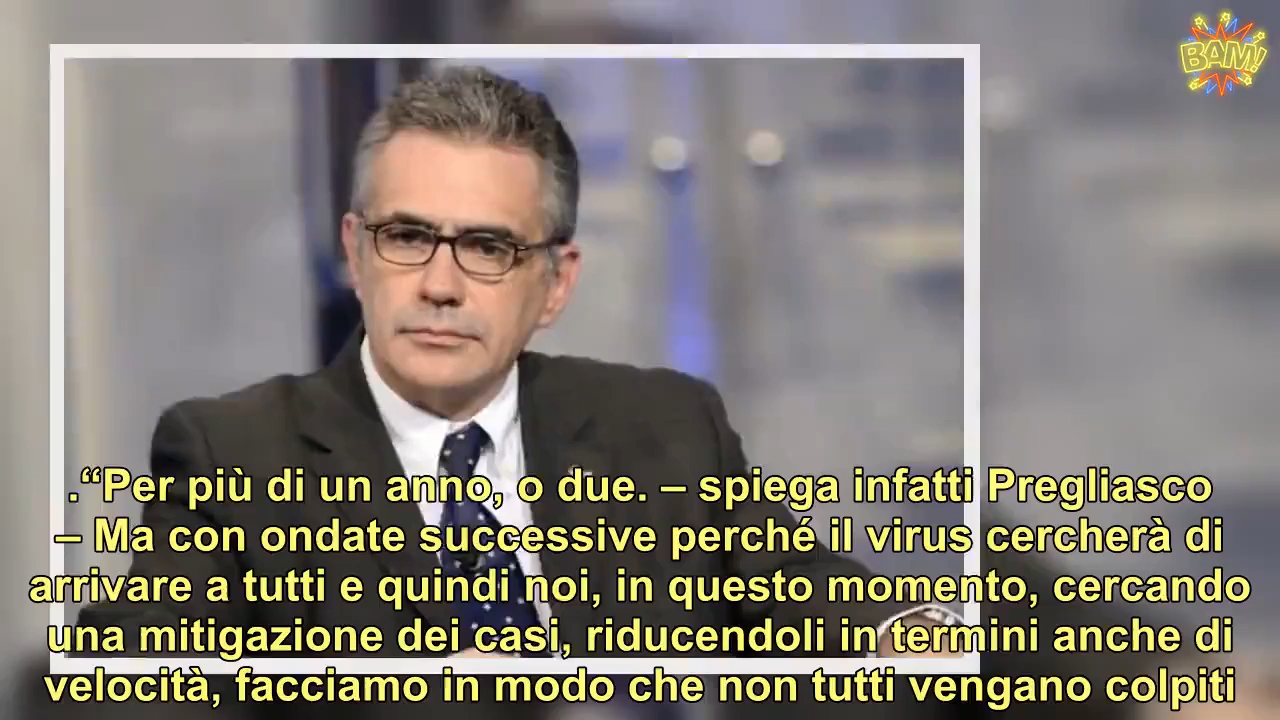 BAM!
.“Per più di un anno, o due. – spiega infatti Pregliasco
– Ma con ondate successive perché il virus cercherà di
arrivare a tutti e quindi noi, in questo momento, cercando
una mitigazione dei casi, riducendoli in termini anche di
velocità, facciamo in modo che non tutti vengano colpiti